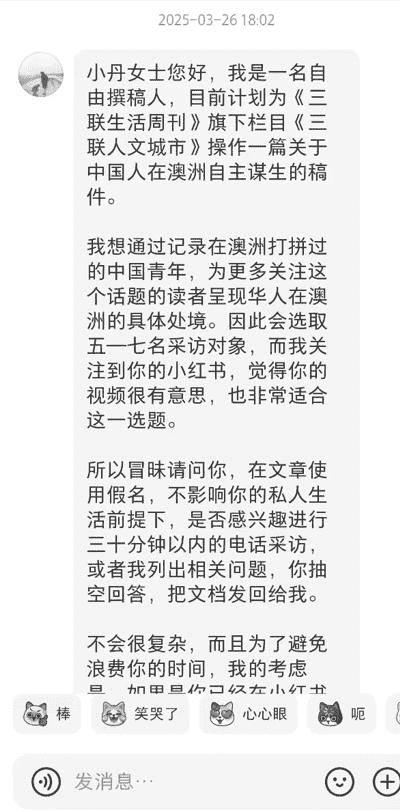 2025-03-26 18:02
小丹女士您好，我是一名自
由撰稿人，目前计划为《三
联生活周刊》旗下栏目《三
联人文城市》操作一篇关于
中国人在澳洲自主谋生的稿
件。
我想通过记录在澳洲打拼过
的中国青年，为更多关注这
个话题的读者呈现华人在澳
洲的具体处境。因此会选取
五一七名采访对象，而我关
注到你的小红书，觉得你的
视频很有意思，也非常适合
这一选题。
所以冒昧请问你，在文章使
用假名，不影响你的私人生
活前提下，是否感兴趣进行
三十分钟以内的电话采访，
或者我列出相关问题，你抽
空回答，把文档发回给我。
不会很复杂，而且为了避免
浪费你的时间，我的考虑
是，如果是你已经在小红书
棒 笑哭了 心心眼 呃
发消息…